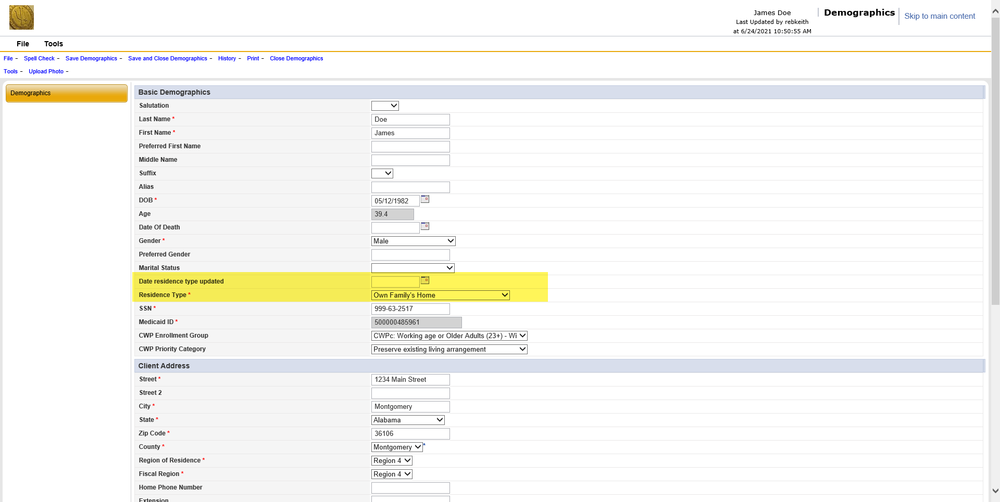 James Doe
Last Updated by rebkeith
at 6/24/2021 10:50:55 AM
Demographics
Skip to main content
File Tools
File - Spell Check - Save Demographics - Save and Close Demographics - History - Print - Close Demographics
Tools - Upload Photo -
Demographics
Basic Demographics
Salutation
Last Name * Doe
First Name * James
Preferred First Name
Middle Name
Suffix
Alias
DOB * 05/12/1982
Age 39.4
Date Of Death
Gender * Male
Preferred Gender
Marital Status
Date residence type updated
Residence Type * Own Family's Home
SSN * 999-63-2517
Medicaid ID * 500000485961
CWP Enrollment Group CWPc: Working age or Older Adults (23+) - Wi
CWP Priority Category Preserve existing living arrangement
Client Address
Street * 1234 Main Street
Street 2
City * Montgomery
State * Alabama
Zip Code * 36106
County * Montgomery *
Region of Residence * Region 4
Fiscal Region * Region 4
Home Phone Number
Extension